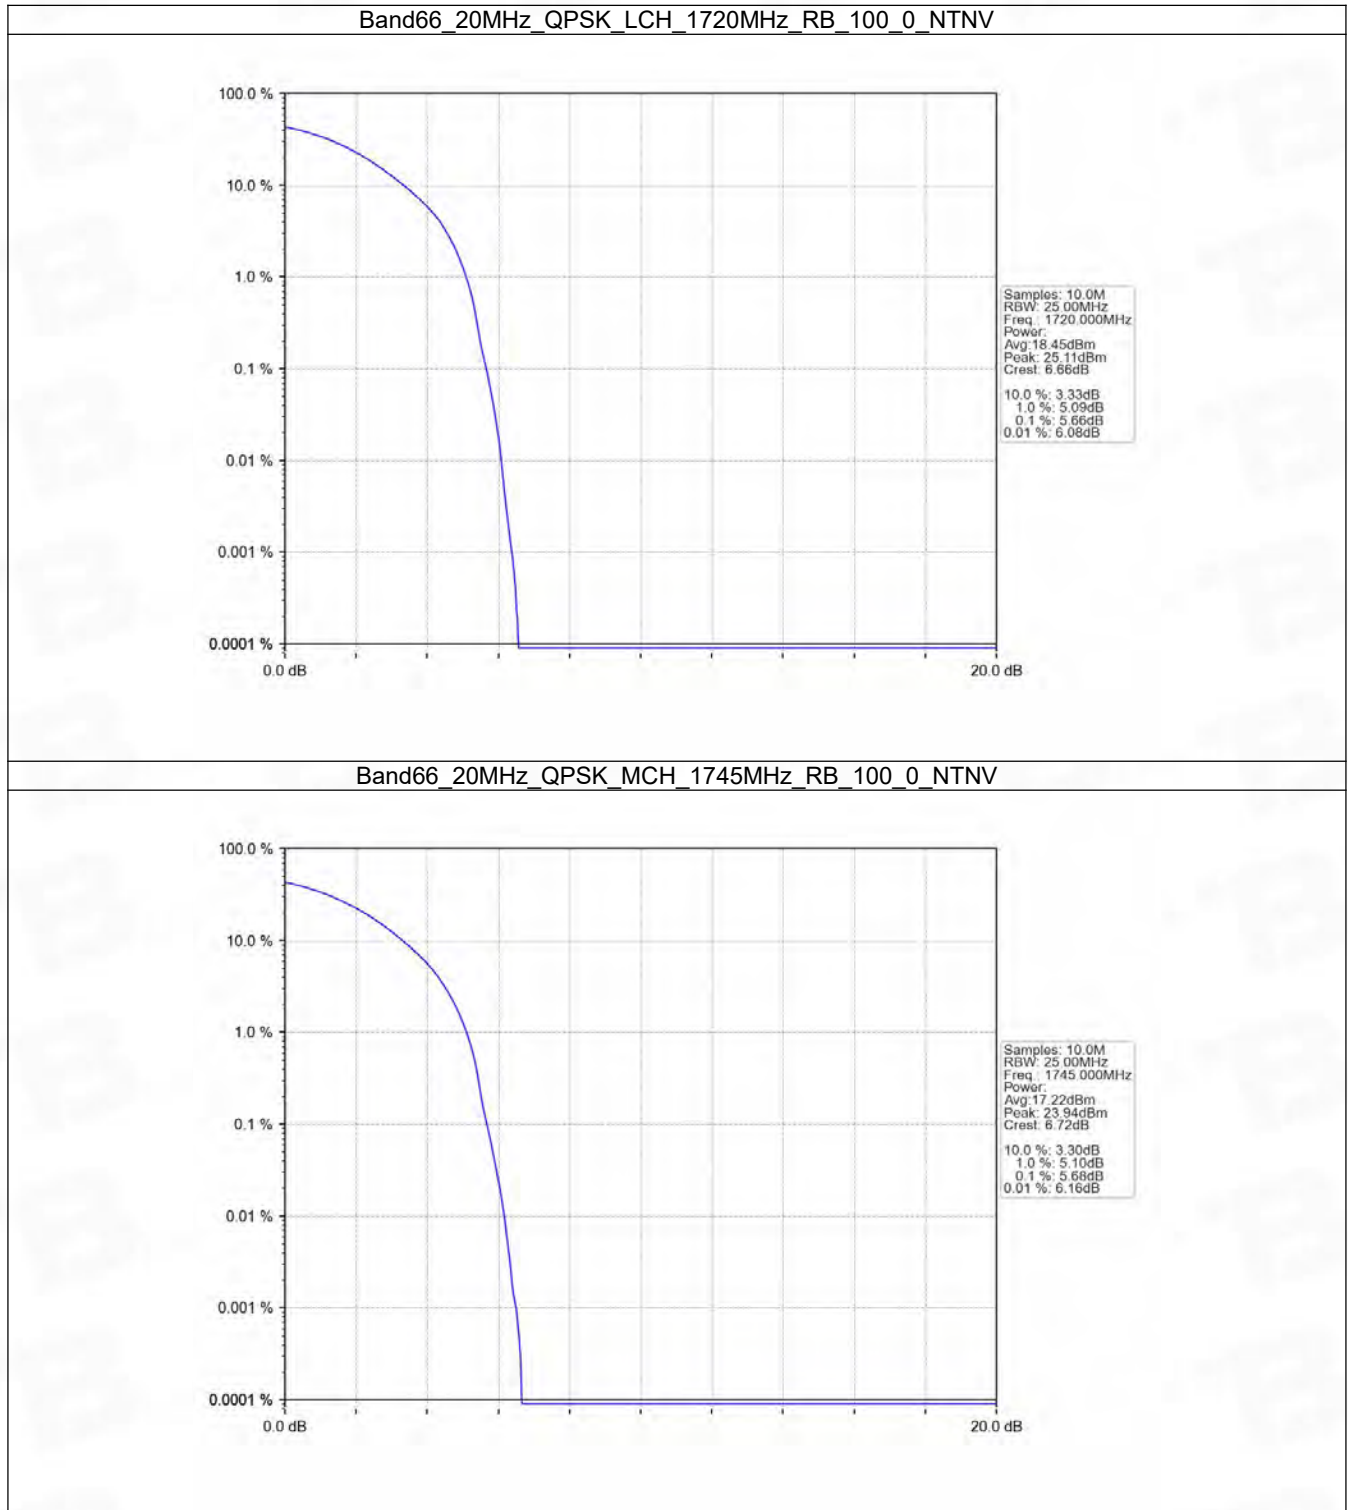 Band66_20MHz_QPSK_LCH_1720MHz_RB_100_0_NTNV
100.0 %
10.0 %
1.0 %
0.1 %
0.01 %
0.001 %
0.0001 %
0.0 dB
20.0 dB
Samples: 10.0M
RBW: 25.00MHz
Freq.: 1720.000MHz
Power:
Avg:18.45dBm
Peak: 25.11dBm
Crest: 6.66dB
10.0 %: 3.33dB
1.0 %: 5.09dB
0.1 %: 5.66dB
0.01 %: 6.08dB
Band66_20MHz_QPSK_MCH_1745MHz_RB_100_0_NTNV
100.0 %
10.0 %
1.0 %
0.1 %
0.01 %
0.001 %
0.0001 %
0.0 dB
20.0 dB
Samples: 10.0M
RBW: 25.00MHz
Freq.: 1745.000MHz
Power:
Avg:17.22dBm
Peak: 23.94dBm
Crest: 6.72dB
10.0 %: 3.30dB
1.0 %: 5.10dB
0.1 %: 5.68dB
0.01 %: 6.16dB